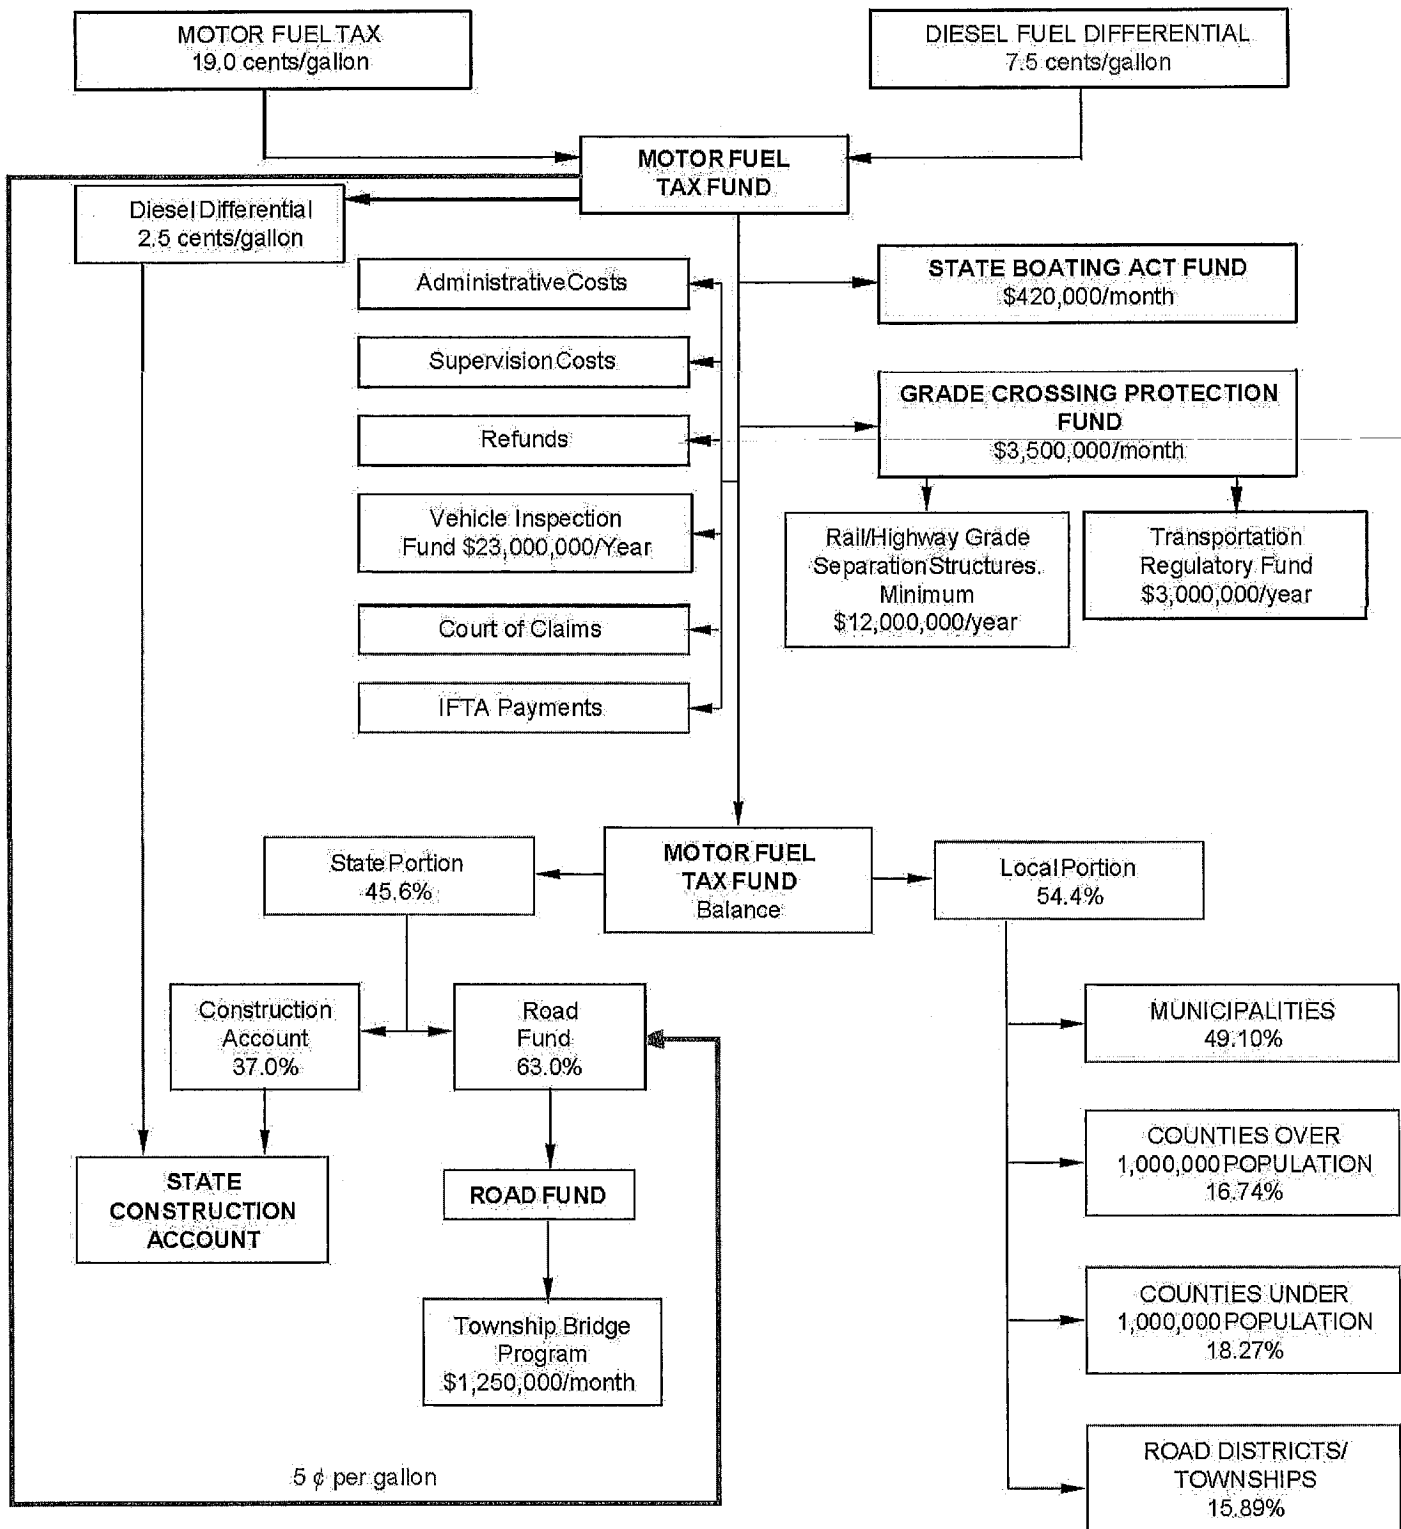 MOTOR FUEL TAX
19.0 cents/gallon
DIESEL FUEL DIFFERENTIAL
7.5 cents/gallon
MOTOR FUEL
TAX FUND
Diesel Differential
2.5 cents/gallon
Administrative Costs
STATE BOATING ACT FUND
$420,000/month
Supervision Costs
GRADE CROSSING PROTECTION
FUND
$3,500,000/month
Refunds
Vehicle Inspection
Fund $23,000,000/Year
Rail/Highway Grade
Separation Structures.
Minimum
$12,000,000/year
Transportation
Regulatory Fund
$3,000,000/year
Court of Claims
IFTA Payments
State Portion
45.6%
MOTOR FUEL
TAX FUND
Balance
Local Portion
54.4%
Construction
Account
37.0%
Road
Fund
63.0%
MUNICIPALITIES
49.10%
COUNTIES OVER
1,000,000 POPULATION
16.74%
STATE
CONSTRUCTION
ACCOUNT
ROAD FUND
COUNTIES UNDER
1,000,000 POPULATION
18.27%
Township Bridge
Program
$1,250,000/month
ROAD DISTRICTS/
TOWNSHIPS
15.89%
5 ¢ per gallon